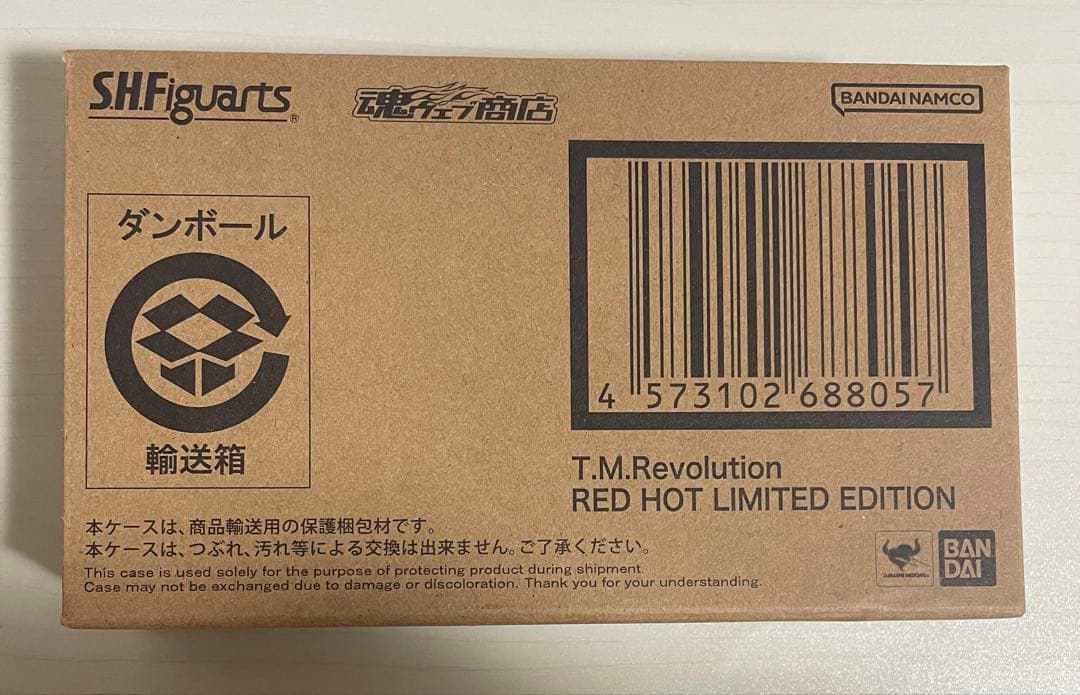 S.H.Figuarts®
魂ウェブ商店
BANDAI NAMCO
ダンボール
輸送箱
4 573102 688057
T.M.Revolution
RED HOT LIMITED EDITION
本ケースは、商品輸送用の保護梱包材です。
本ケースは、つぶれ、汚れ等による交換は出来ません。ご了承ください。
This case is used solely for the purpose of protecting product during shipment.
Case may not be exchanged due to damage or discoloration. Thank you for your understanding.
TAMASHII NATIONS
BAN
DAI